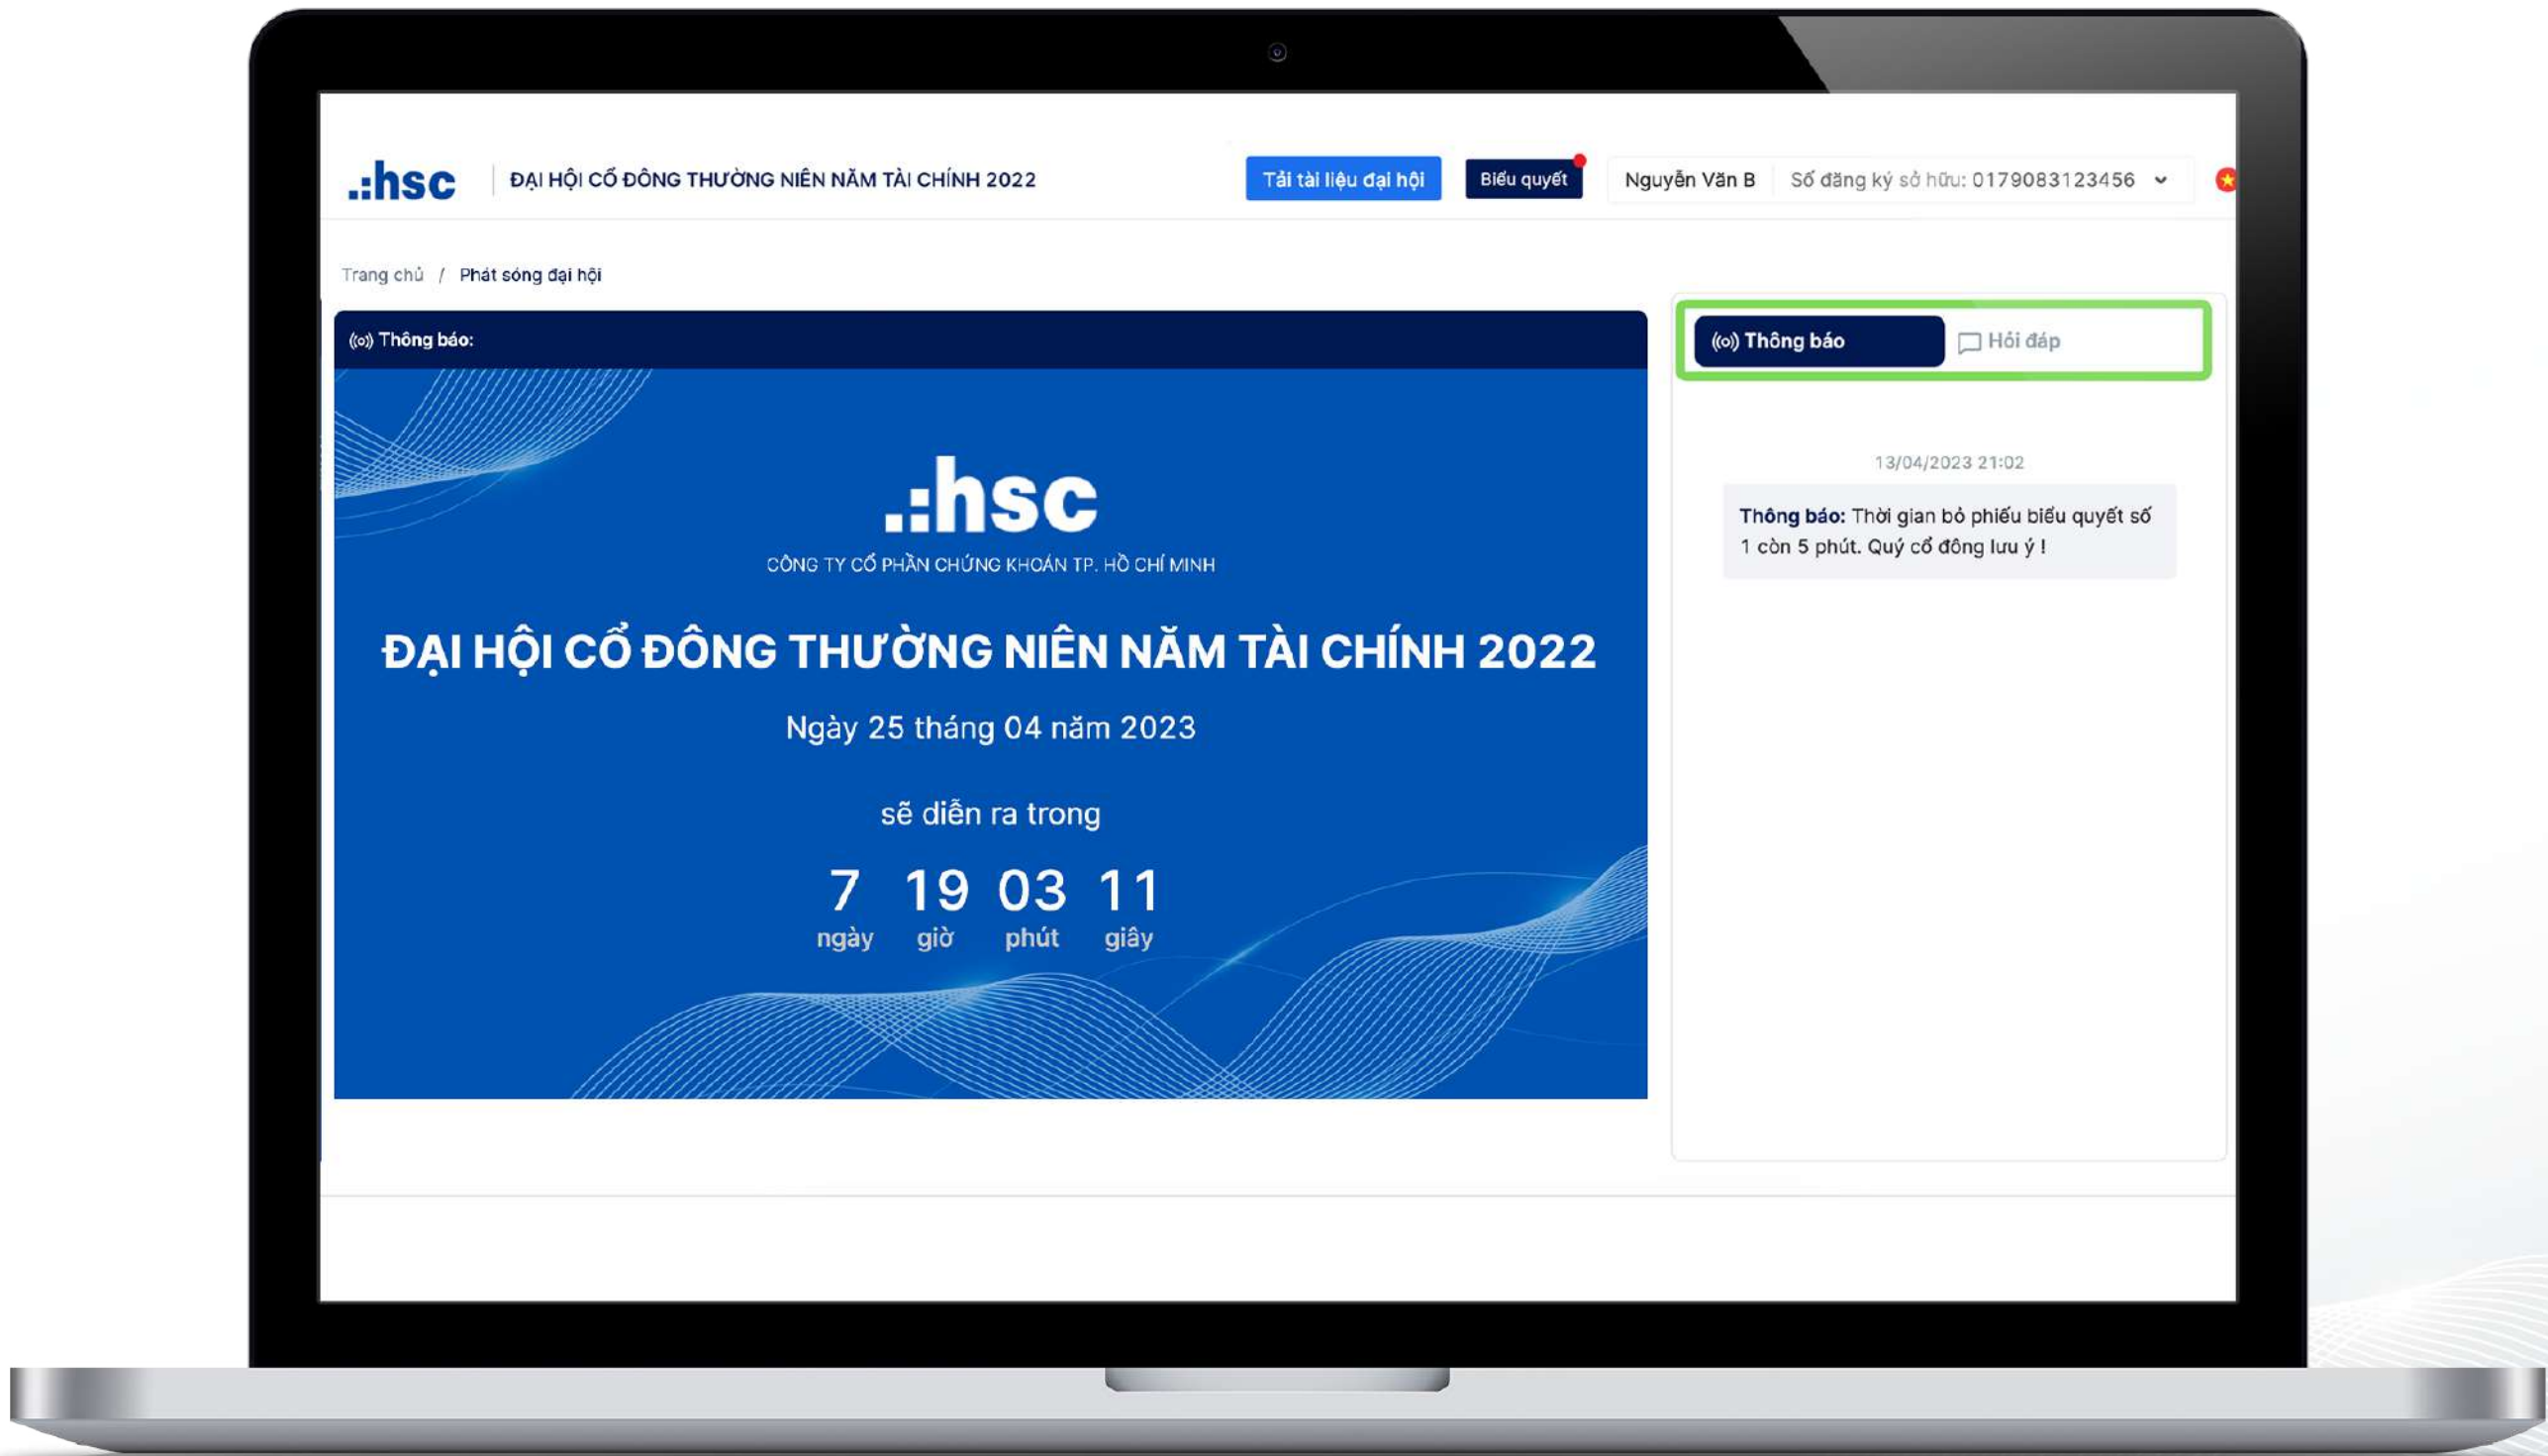 .:hsc
ĐẠI HỘI CỔ ĐÔNG THƯỜNG NIÊN NĂM TÀI CHÍNH 2022
Tải tài liệu đại hội
Biểu quyết
Nguyễn Văn B
Số đăng ký sở hữu: 0179083123456
Trang chủ / Phát sóng đại hội
Thông báo:
.:hsc
CÔNG TY CỔ PHẦN CHỨNG KHOÁN TP. HỒ CHÍ MINH
ĐẠI HỘI CỔ ĐÔNG THƯỜNG NIÊN NĂM TÀI CHÍNH 2022
Ngày 25 tháng 04 năm 2023
sẽ diễn ra trong
7 19 03 11
ngày giờ phút giây
Thông báo
Hỏi đáp
13/04/2023 21:02
Thông báo: Thời gian bỏ phiếu biểu quyết số
1 còn 5 phút. Quý cổ đông lưu ý !